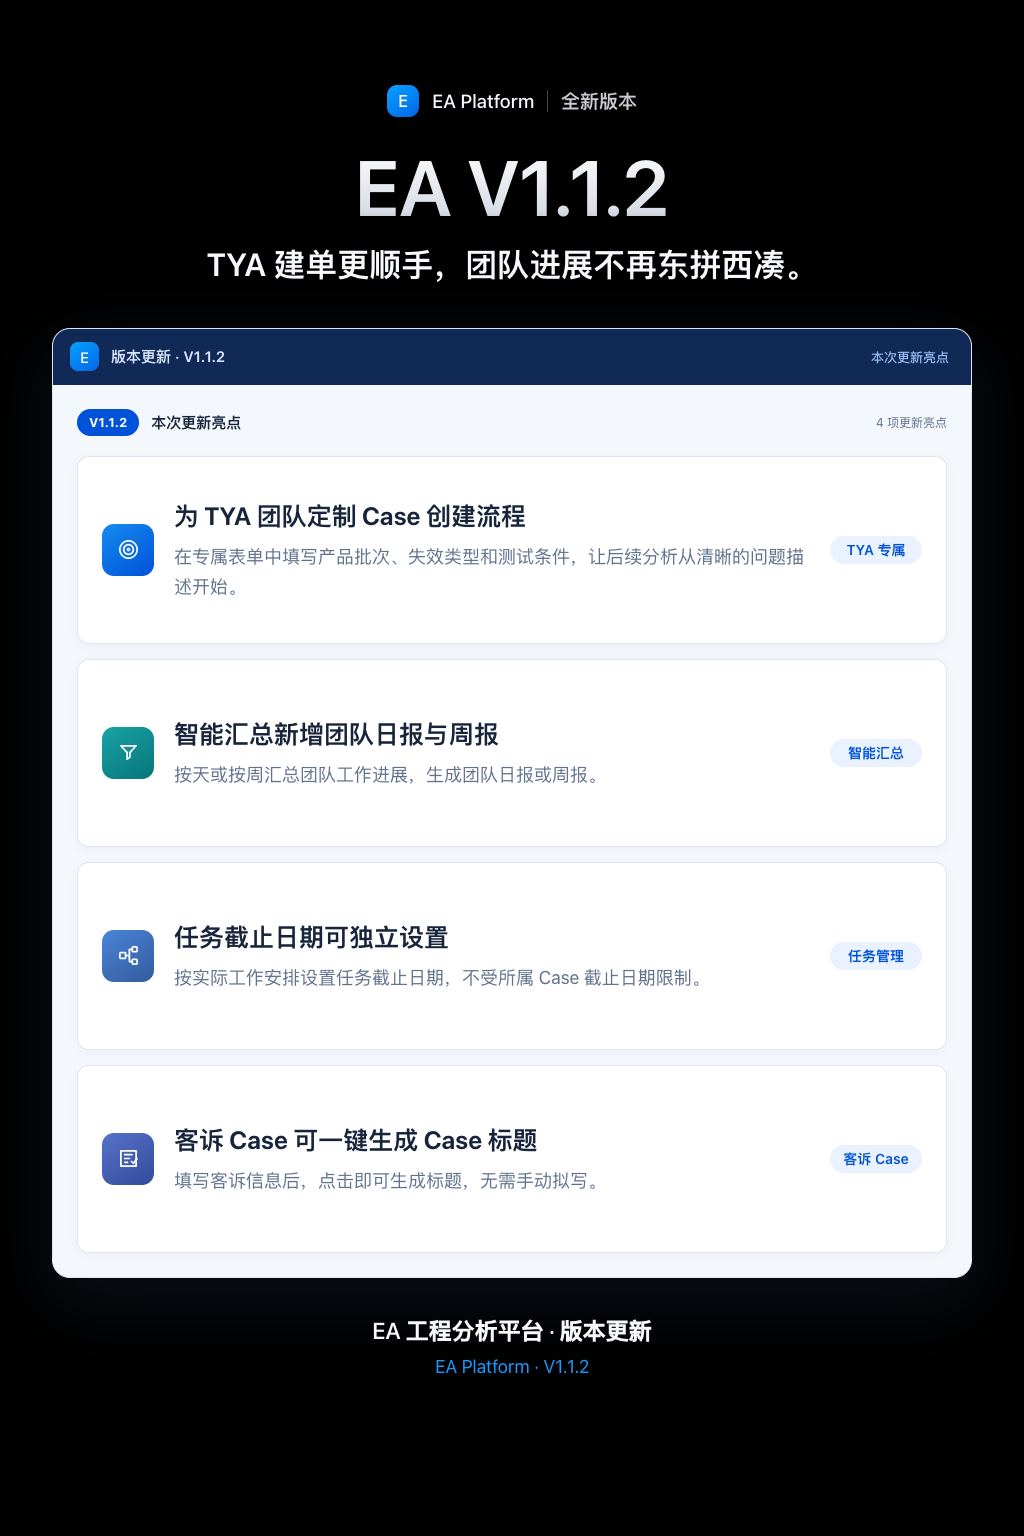 E EA Platform 全新版本
EA V1.1.2
TYA 建单更顺手，团队进展不再东拼西凑。
E 版本更新 · V1.1.2 本次更新亮点
V1.1.2 本次更新亮点 4 项更新亮点
为 TYA 团队定制 Case 创建流程
在专属表单中填写产品批次、失效类型和测试条件，让后续分析从清晰的问题描
述开始。
TYA 专属
智能汇总新增团队日报与周报
按天或按周汇总团队工作进展，生成团队日报或周报。
智能汇总
任务截止日期可独立设置
按实际工作安排设置任务截止日期，不受所属 Case 截止日期限制。
任务管理
客诉 Case 可一键生成 Case 标题
填写客诉信息后，点击即可生成标题，无需手动拟写。
客诉 Case
EA 工程分析平台 · 版本更新
EA Platform · V1.1.2